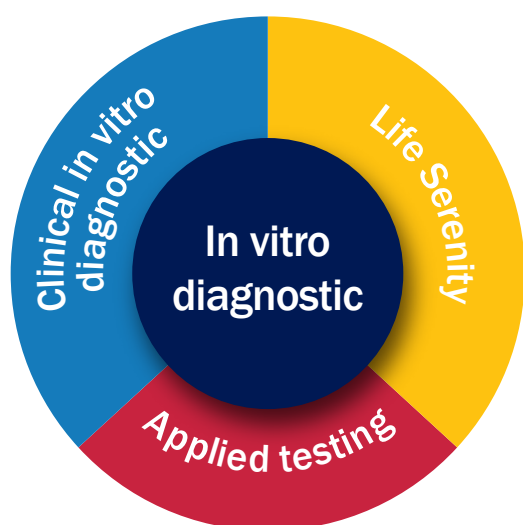 Clinical in vitro
diagnostic
Life Serenity
In vitro
diagnostic
Applied testing